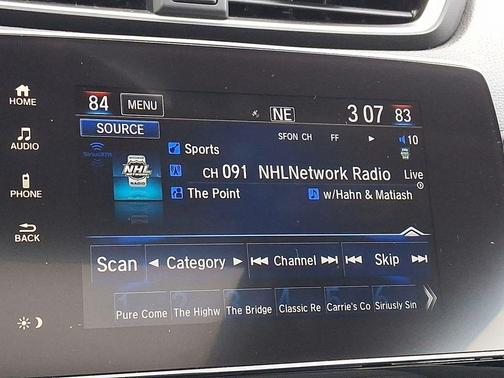 HOME
AUDIO
PHONE
BACK
84 MENU NE 3 07 83
SOURCE SFON CH FF 10
SiriusXM Sports
NHL RADIO
CH 091 NHLNetwork Radio Live
The Point w/Hahn & Matiash
Scan Category Channel Skip
Pure Come The Highw The Bridge Classic Re Carrie's Co Siriusly Sin